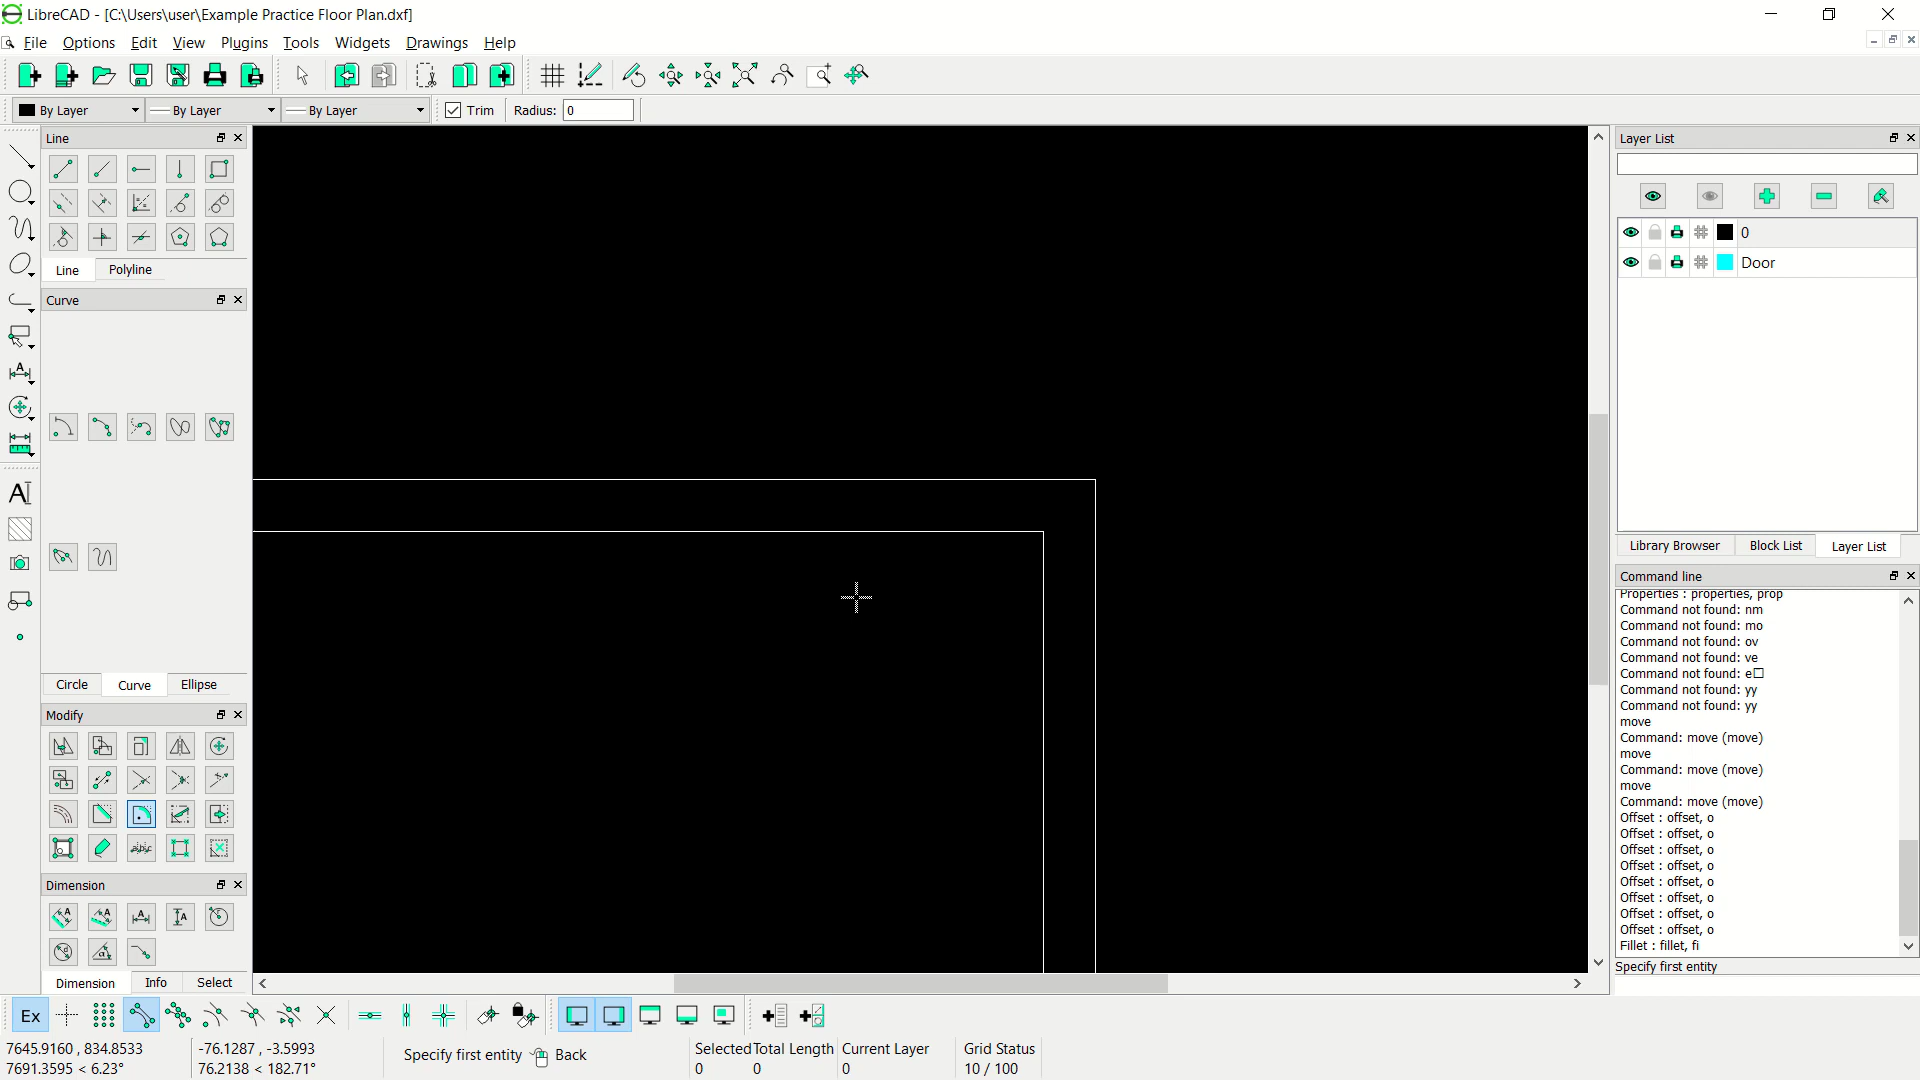 LibreCAD - [C:\Users\user\Example Practice Floor Plan.dxf]
File Options Edit View Plugins Tools Widgets Drawings Help
By Layer By Layer By Layer Trim Radius: 0
Line
Line Polyline
Curve
Circle Curve Ellipse
Modify
Dimension
Dimension Info Select
Layer List
0
Door
Library Browser Block List Layer List
Command line
Properties : properties, prop
Command not found: nm
Command not found: mo
Command not found: ov
Command not found: ve
Command not found: e□
Command not found: yy
Command not found: yy
move
Command: move (move)
move
Command: move (move)
move
Command: move (move)
Offset : offset, o
Offset : offset, o
Offset : offset, o
Offset : offset, o
Offset : offset, o
Offset : offset, o
Offset : offset, o
Offset : offset, o
Fillet : fillet, fi
Specify first entity
Ex
7645.9160 , 834.8533 -76.1287 , -3.5993 Specify first entity Back Selected Total Length Current Layer Grid Status
7691.3595 < 6.23° 76.2138 < 182.71° 0 0 0 10 / 100